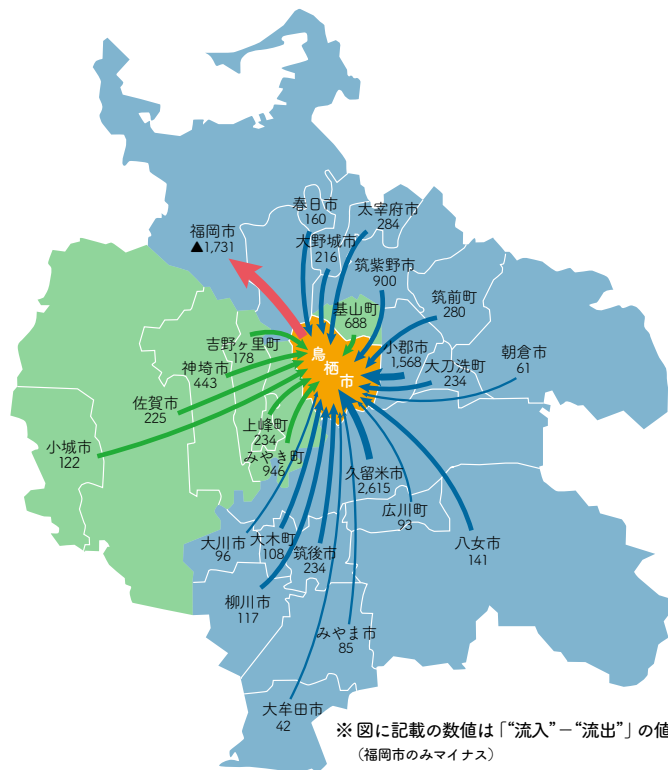 春日市
160
太宰府市
284
福岡市
▲1,731
大野城市
216
筑紫野市
900
筑前町
280
基山町
688
吉野ヶ里町
178
鳥
栖
市
小郡市
1,568
大刀洗町
234
朝倉市
61
神埼市
443
佐賀市
225
上峰町
234
小城市
122
みやき町
946
久留米市
2,615
広川町
93
八女市
141
大川市
96
大木町
108
筑後市
234
柳川市
117
みやま市
85
大牟田市
42
※ 図に記載の数値は「“流入”−“流出”」の値
（福岡市のみマイナス）